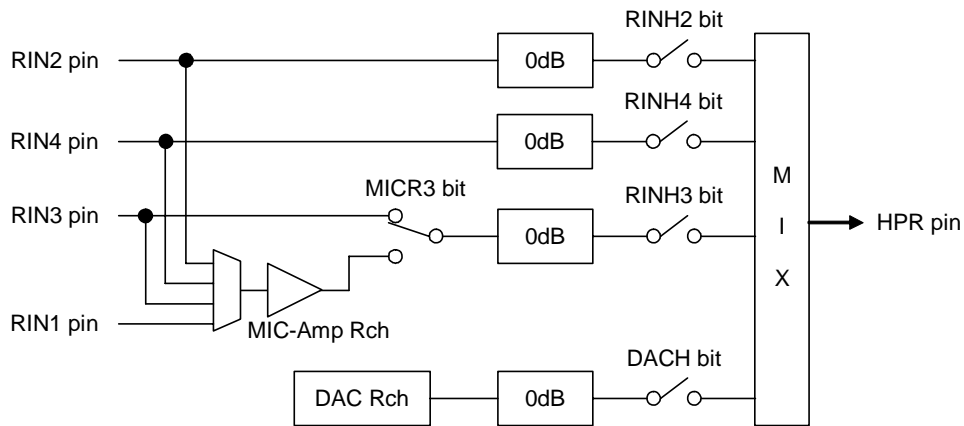 RINH2 bit
RIN2 pin
0dB
RINH4 bit
RIN4 pin
0dB
MICR3 bit
RINH3 bit
RIN3 pin
0dB
M
I
X
HPR pin
RIN1 pin
MIC-Amp Rch
DACH bit
DAC Rch
0dB